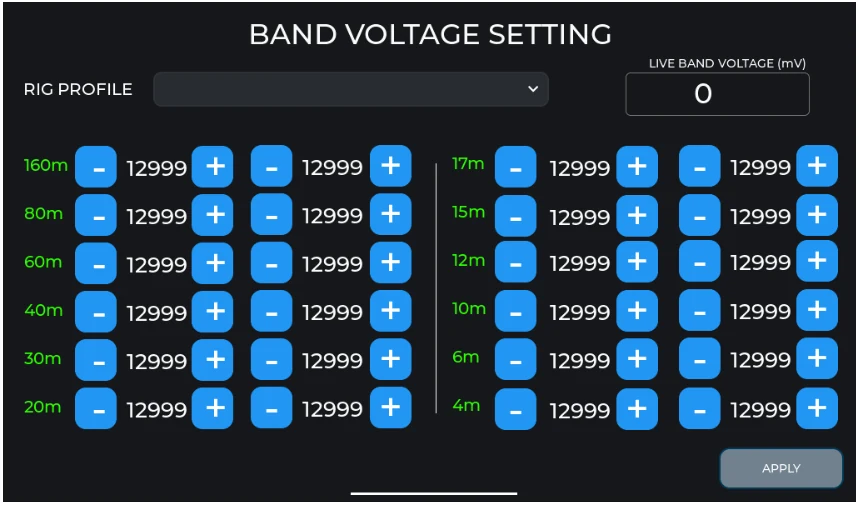 BAND VOLTAGE SETTING
LIVE BAND VOLTAGE (mV)
RIG PROFILE
0
160m - 12999 + - 12999 +
80m - 12999 + - 12999 +
60m - 12999 + - 12999 +
40m - 12999 + - 12999 +
30m - 12999 + - 12999 +
20m - 12999 + - 12999 +
17m - 12999 + - 12999 +
15m - 12999 + - 12999 +
12m - 12999 + - 12999 +
10m - 12999 + - 12999 +
6m - 12999 + - 12999 +
4m - 12999 + - 12999 +
APPLY